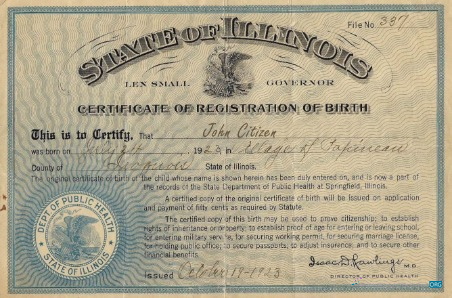 File No. 387
STATE OF ILLINOIS
LEN SMALL GOVERNOR
CERTIFICATE OF REGISTRATION OF BIRTH
This is to Certify, That John Citizen
was born on July 24 1923 in Village of Papineau
County of Iroquois State of Illinois.
The original certificate of birth of the child whose name is shown herein has been duly entered on, and is now a part of
the records of the State Department of Public Health at Springfield, Illinois.
A certified copy of the original certificate of birth will be issued on application
and payment of fifty cents as required by Statute.
The certified copy of this birth may be used to prove citizenship; to establish
rights of inheritance or property; to establish proof of age for entering or leaving school,
for entering military service, for securing working permit, for securing marriage license,
for holding public office; to secure passports; to adjust insurance, and to secure other
financial benefits.
DEPT. OF PUBLIC HEALTH
STATE OF ILLINOIS
Isaac D. Rawlings M.D.
Issued October 19-1923
DIRECTOR OF PUBLIC HEALTH
ORG